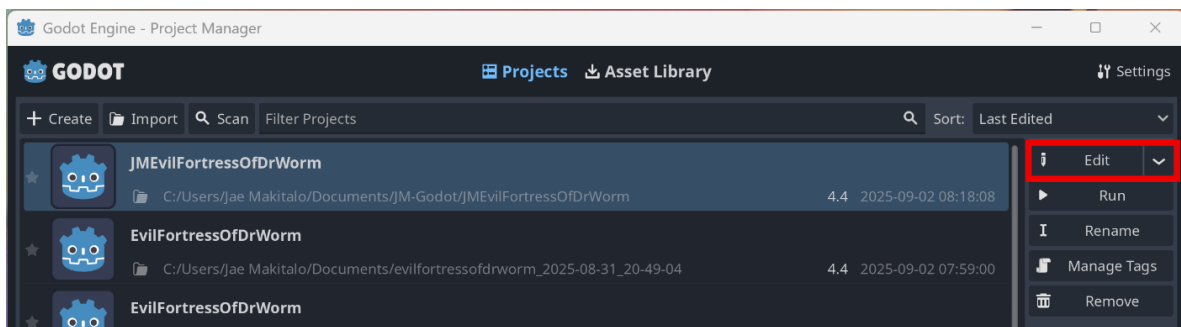 Godot Engine - Project Manager
GODOT
Projects Asset Library
Settings
Create Import Scan Filter Projects Sort: Last Edited
JMEvilFortressOfDrWorm
C:/Users/Jae Makitalo/Documents/JM-Godot/JMEvilFortressOfDrWorm 4.4 2025-09-02 08:18:08
EvilFortressOfDrWorm
C:/Users/Jae Makitalo/Documents/evilfortressofdrworm_2025-08-31_20-49-04 4.4 2025-09-02 07:59:00
EvilFortressOfDrWorm
Edit
Run
Rename
Manage Tags
Remove